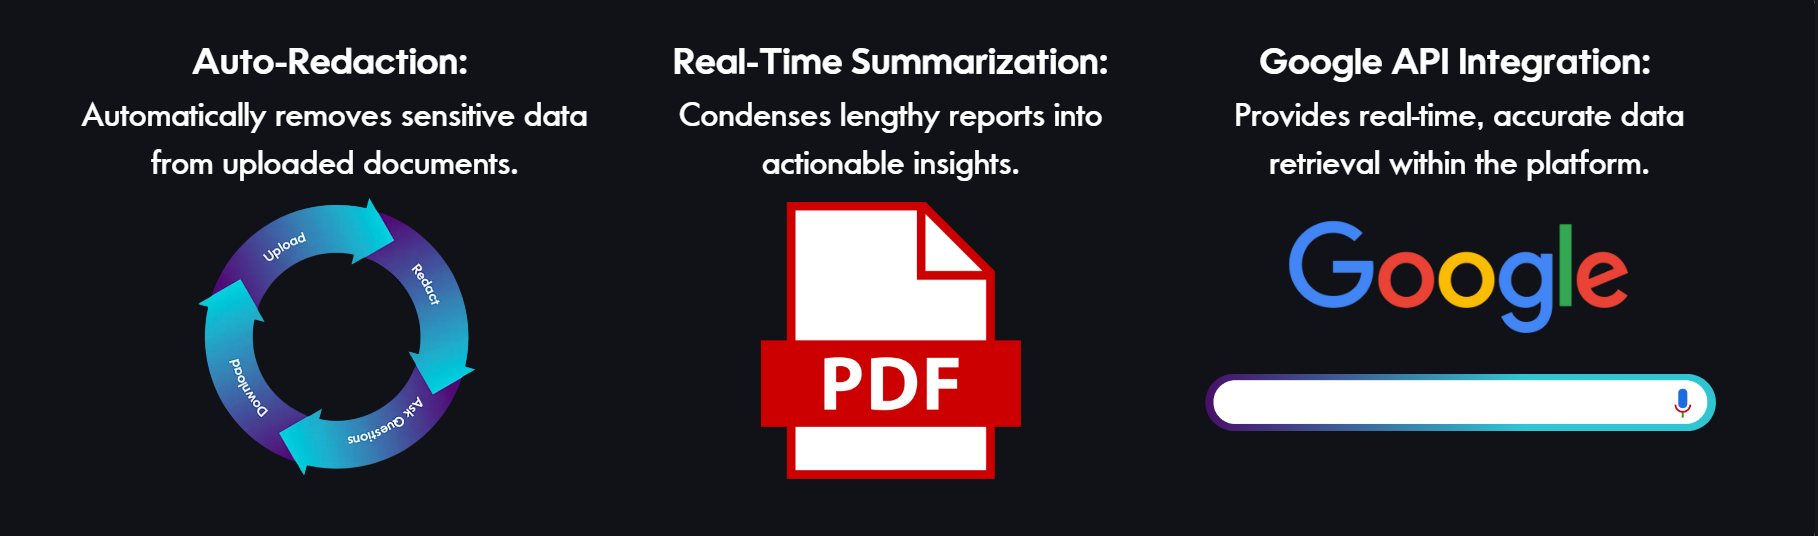 Auto-Redaction:
Automatically removes sensitive data
from uploaded documents.
Upload
Redact
Ask Questions
Download
Real-Time Summarization:
Condenses lengthy reports into
actionable insights.
PDF
Google API Integration:
Provides real-time, accurate data
retrieval within the platform.
Google